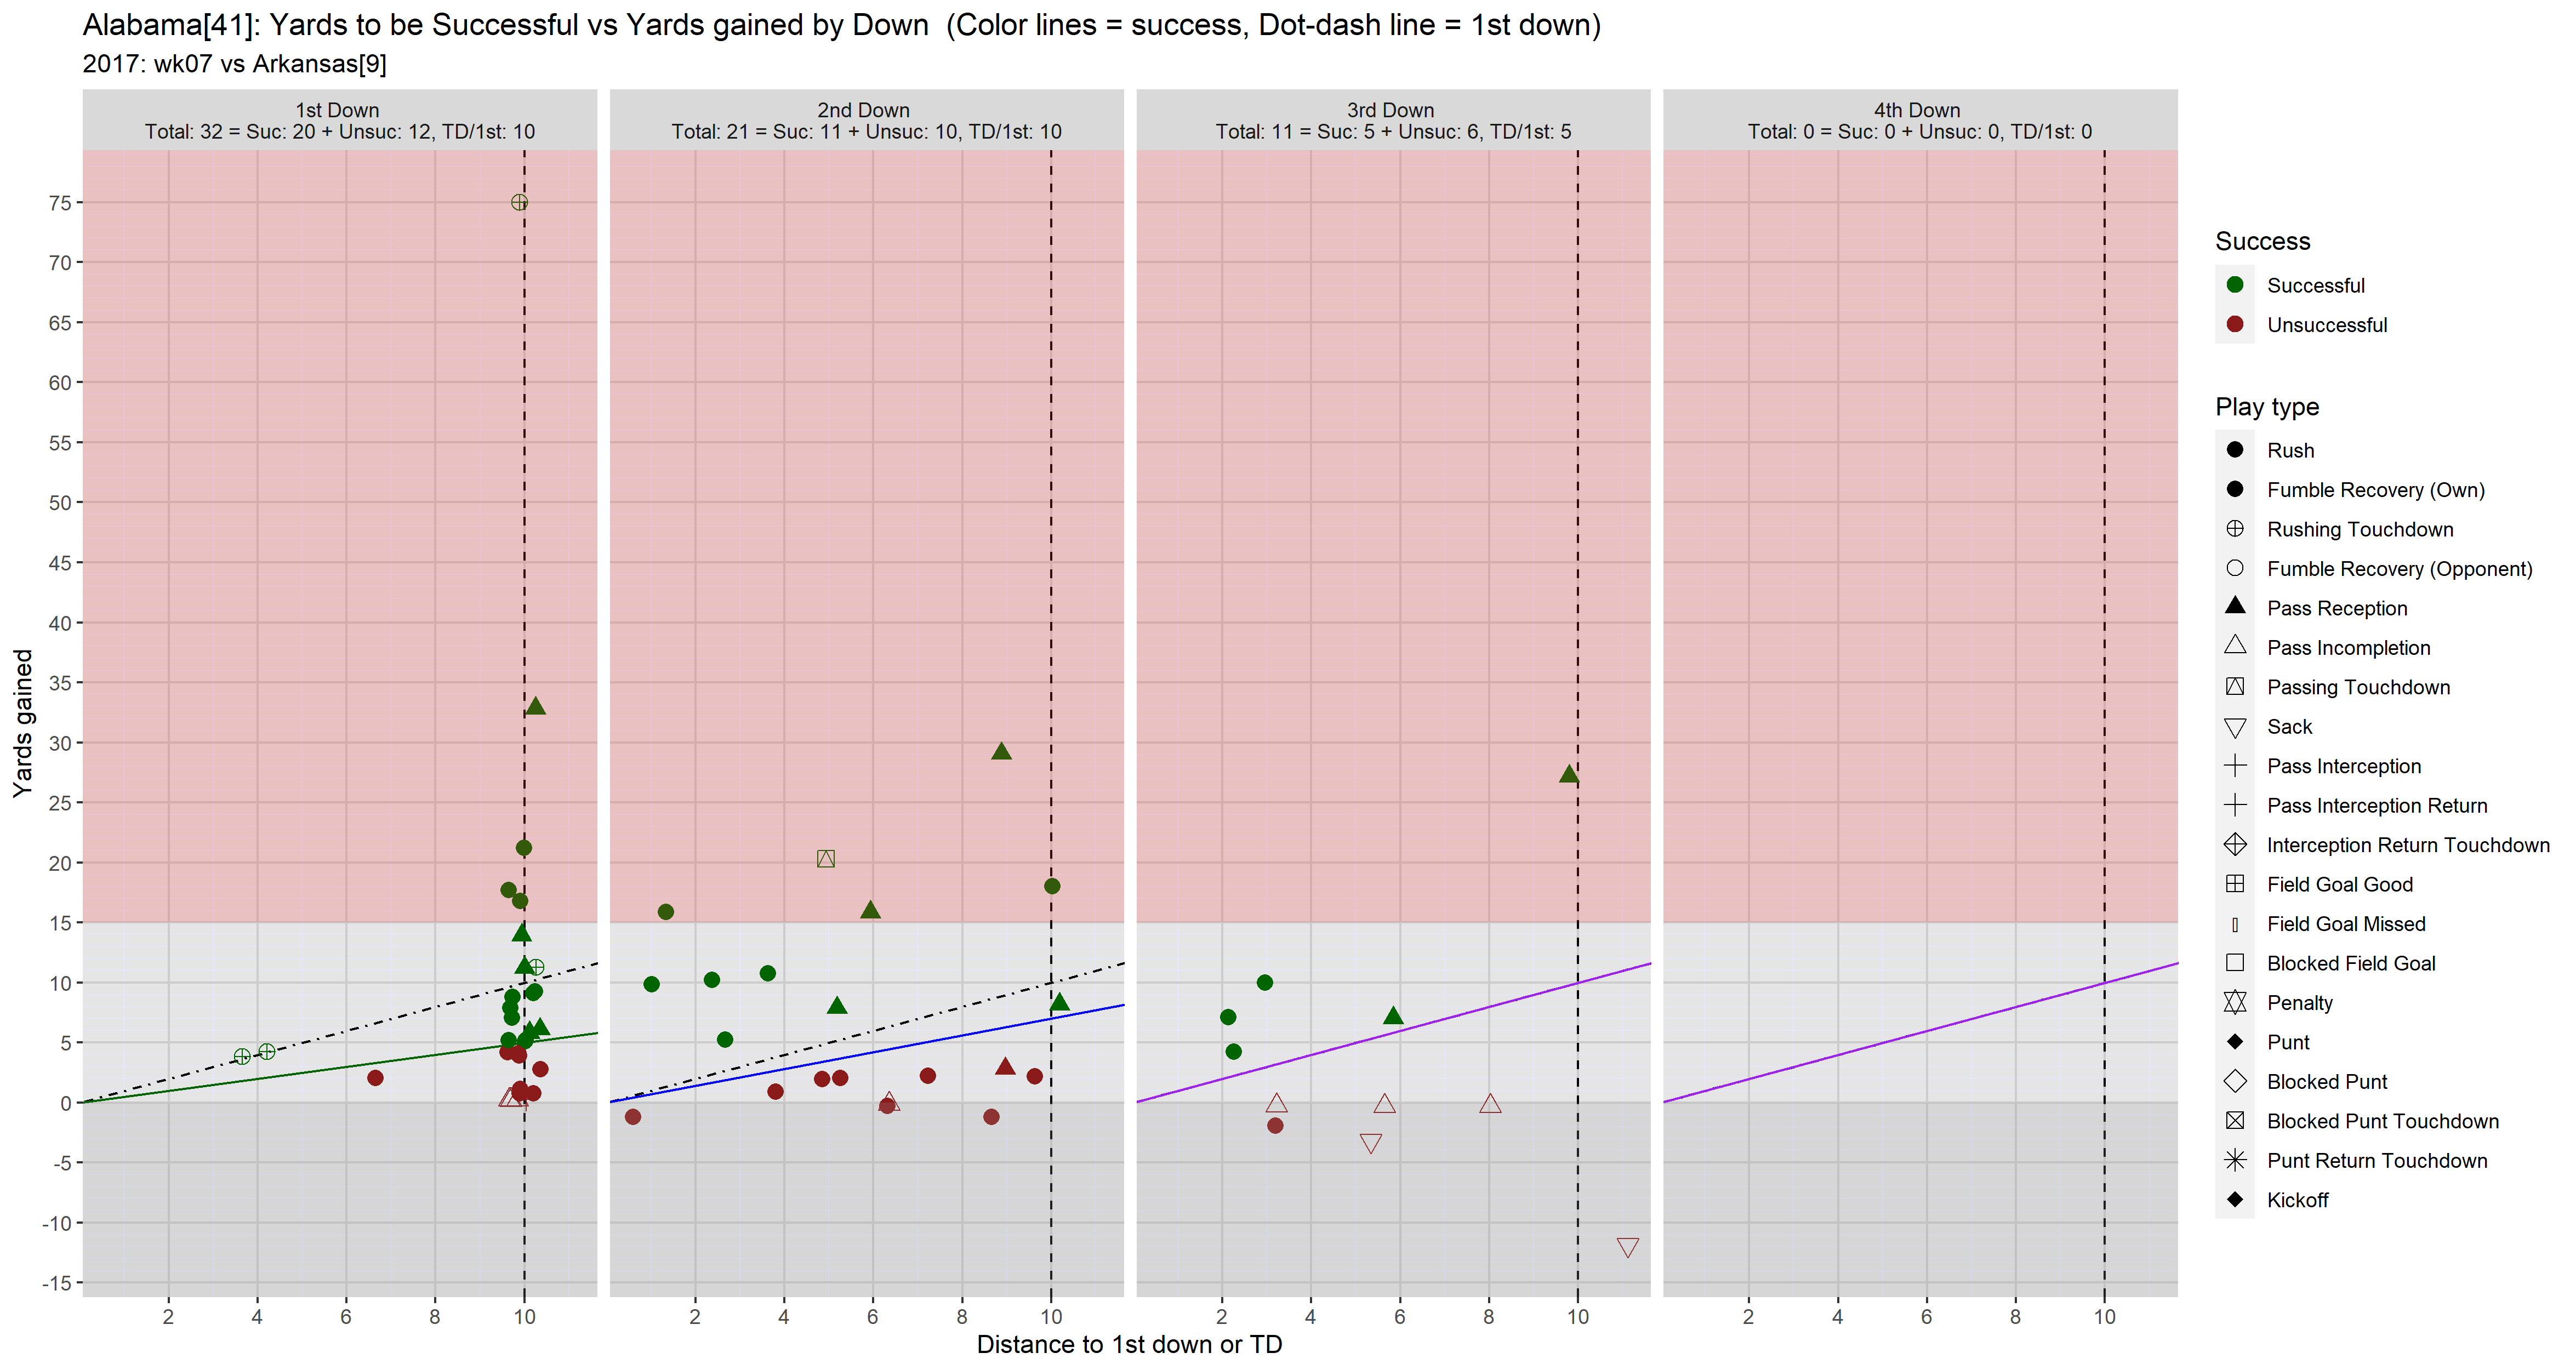 Alabama[41]: Yards to be Successful vs Yards gained by Down  (Color lines = success, Dot-dash line = 1st down)
2017: wk07 vs Arkansas[9]
1st Down
Total: 32 = Suc: 20 + Unsuc: 12, TD/1st: 10
2nd Down
Total: 21 = Suc: 11 + Unsuc: 10, TD/1st: 10
3rd Down
Total: 11 = Suc: 5 + Unsuc: 6, TD/1st: 5
4th Down
Total: 0 = Suc: 0 + Unsuc: 0, TD/1st: 0
Yards gained
75
70
65
60
55
50
45
40
35
30
25
20
15
10
5
0
-5
-10
-15
2 4 6 8 10
2 4 6 8 10
2 4 6 8 10
2 4 6 8 10
Distance to 1st down or TD
Success
Successful
Unsuccessful
Play type
Rush
Fumble Recovery (Own)
Rushing Touchdown
Fumble Recovery (Opponent)
Pass Reception
Pass Incompletion
Passing Touchdown
Sack
Pass Interception
Pass Interception Return
Interception Return Touchdown
Field Goal Good
Field Goal Missed
Blocked Field Goal
Penalty
Punt
Blocked Punt
Blocked Punt Touchdown
Punt Return Touchdown
Kickoff